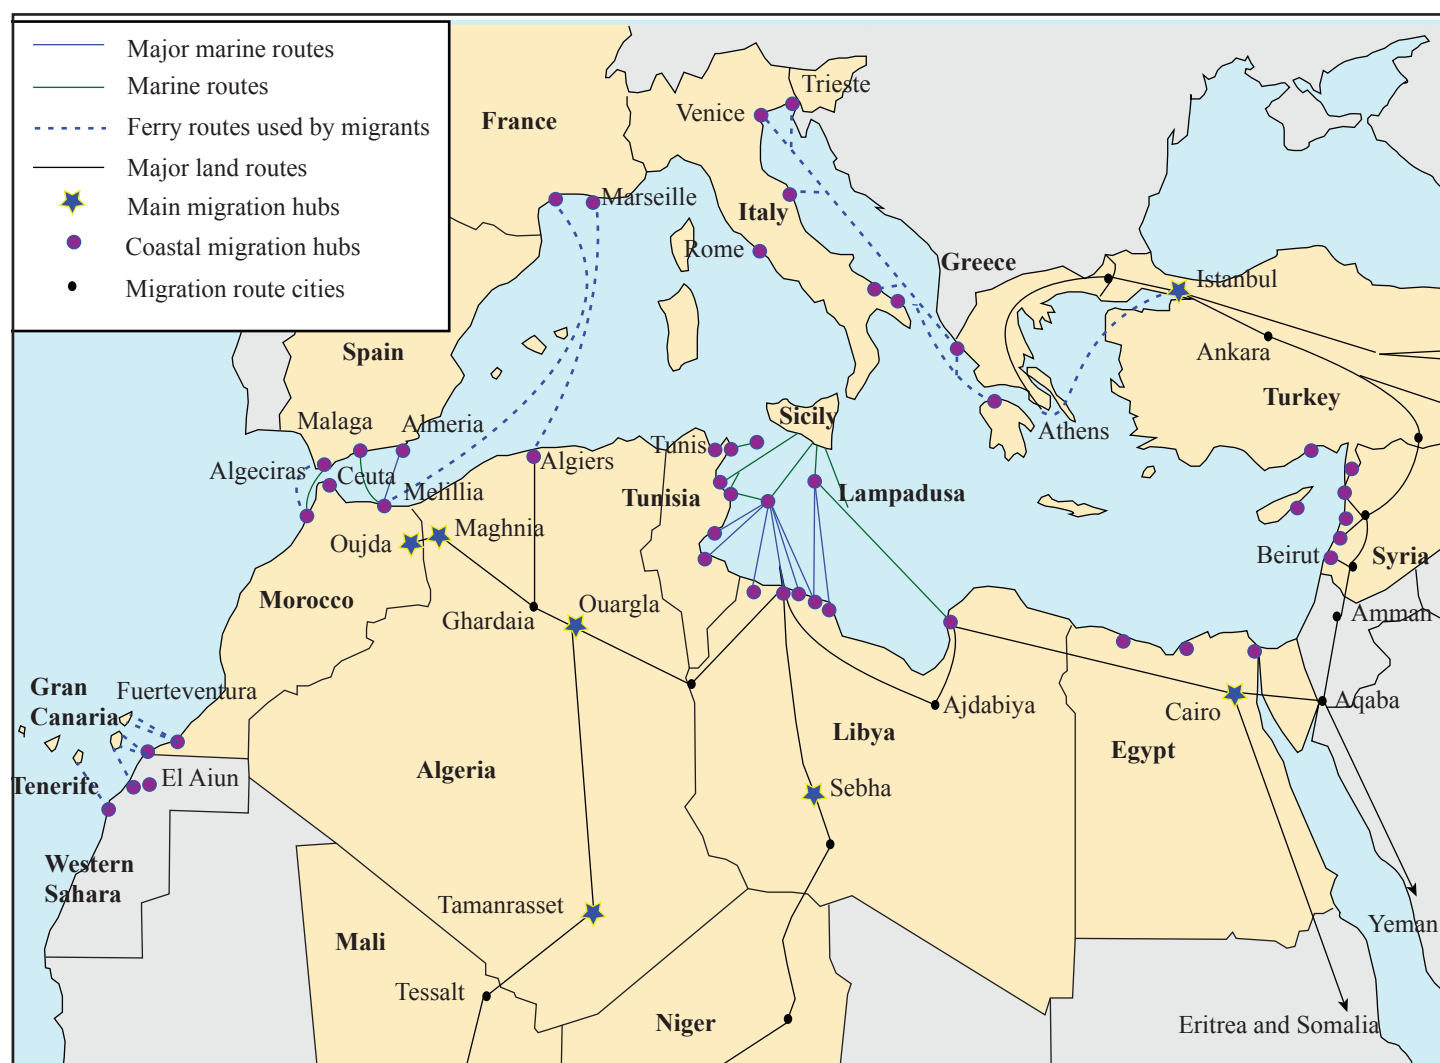 Major marine routes
Marine routes
Ferry routes used by migrants
Major land routes
Main migration hubs
Coastal migration hubs
Migration route cities
France
Venice
Trieste
Marseille
Italy
Rome
Greece
Istanbul
Ankara
Turkey
Athens
Spain
Malaga
Almeria
Algeciras
Ceuta
Melillia
Algiers
Tunis
Sicily
Tunisia
Lampadusa
Oujda
Maghnia
Morocco
Ghardaia
Ouargla
Beirut
Syria
Amman
Aqaba
Cairo
Egypt
Ajdabiya
Libya
Sebha
Gran
Canaria
Fuerteventura
Tenerife
El Aiun
Algeria
Western
Sahara
Tamanrasset
Mali
Tessalt
Niger
Yeman
Eritrea and Somalia